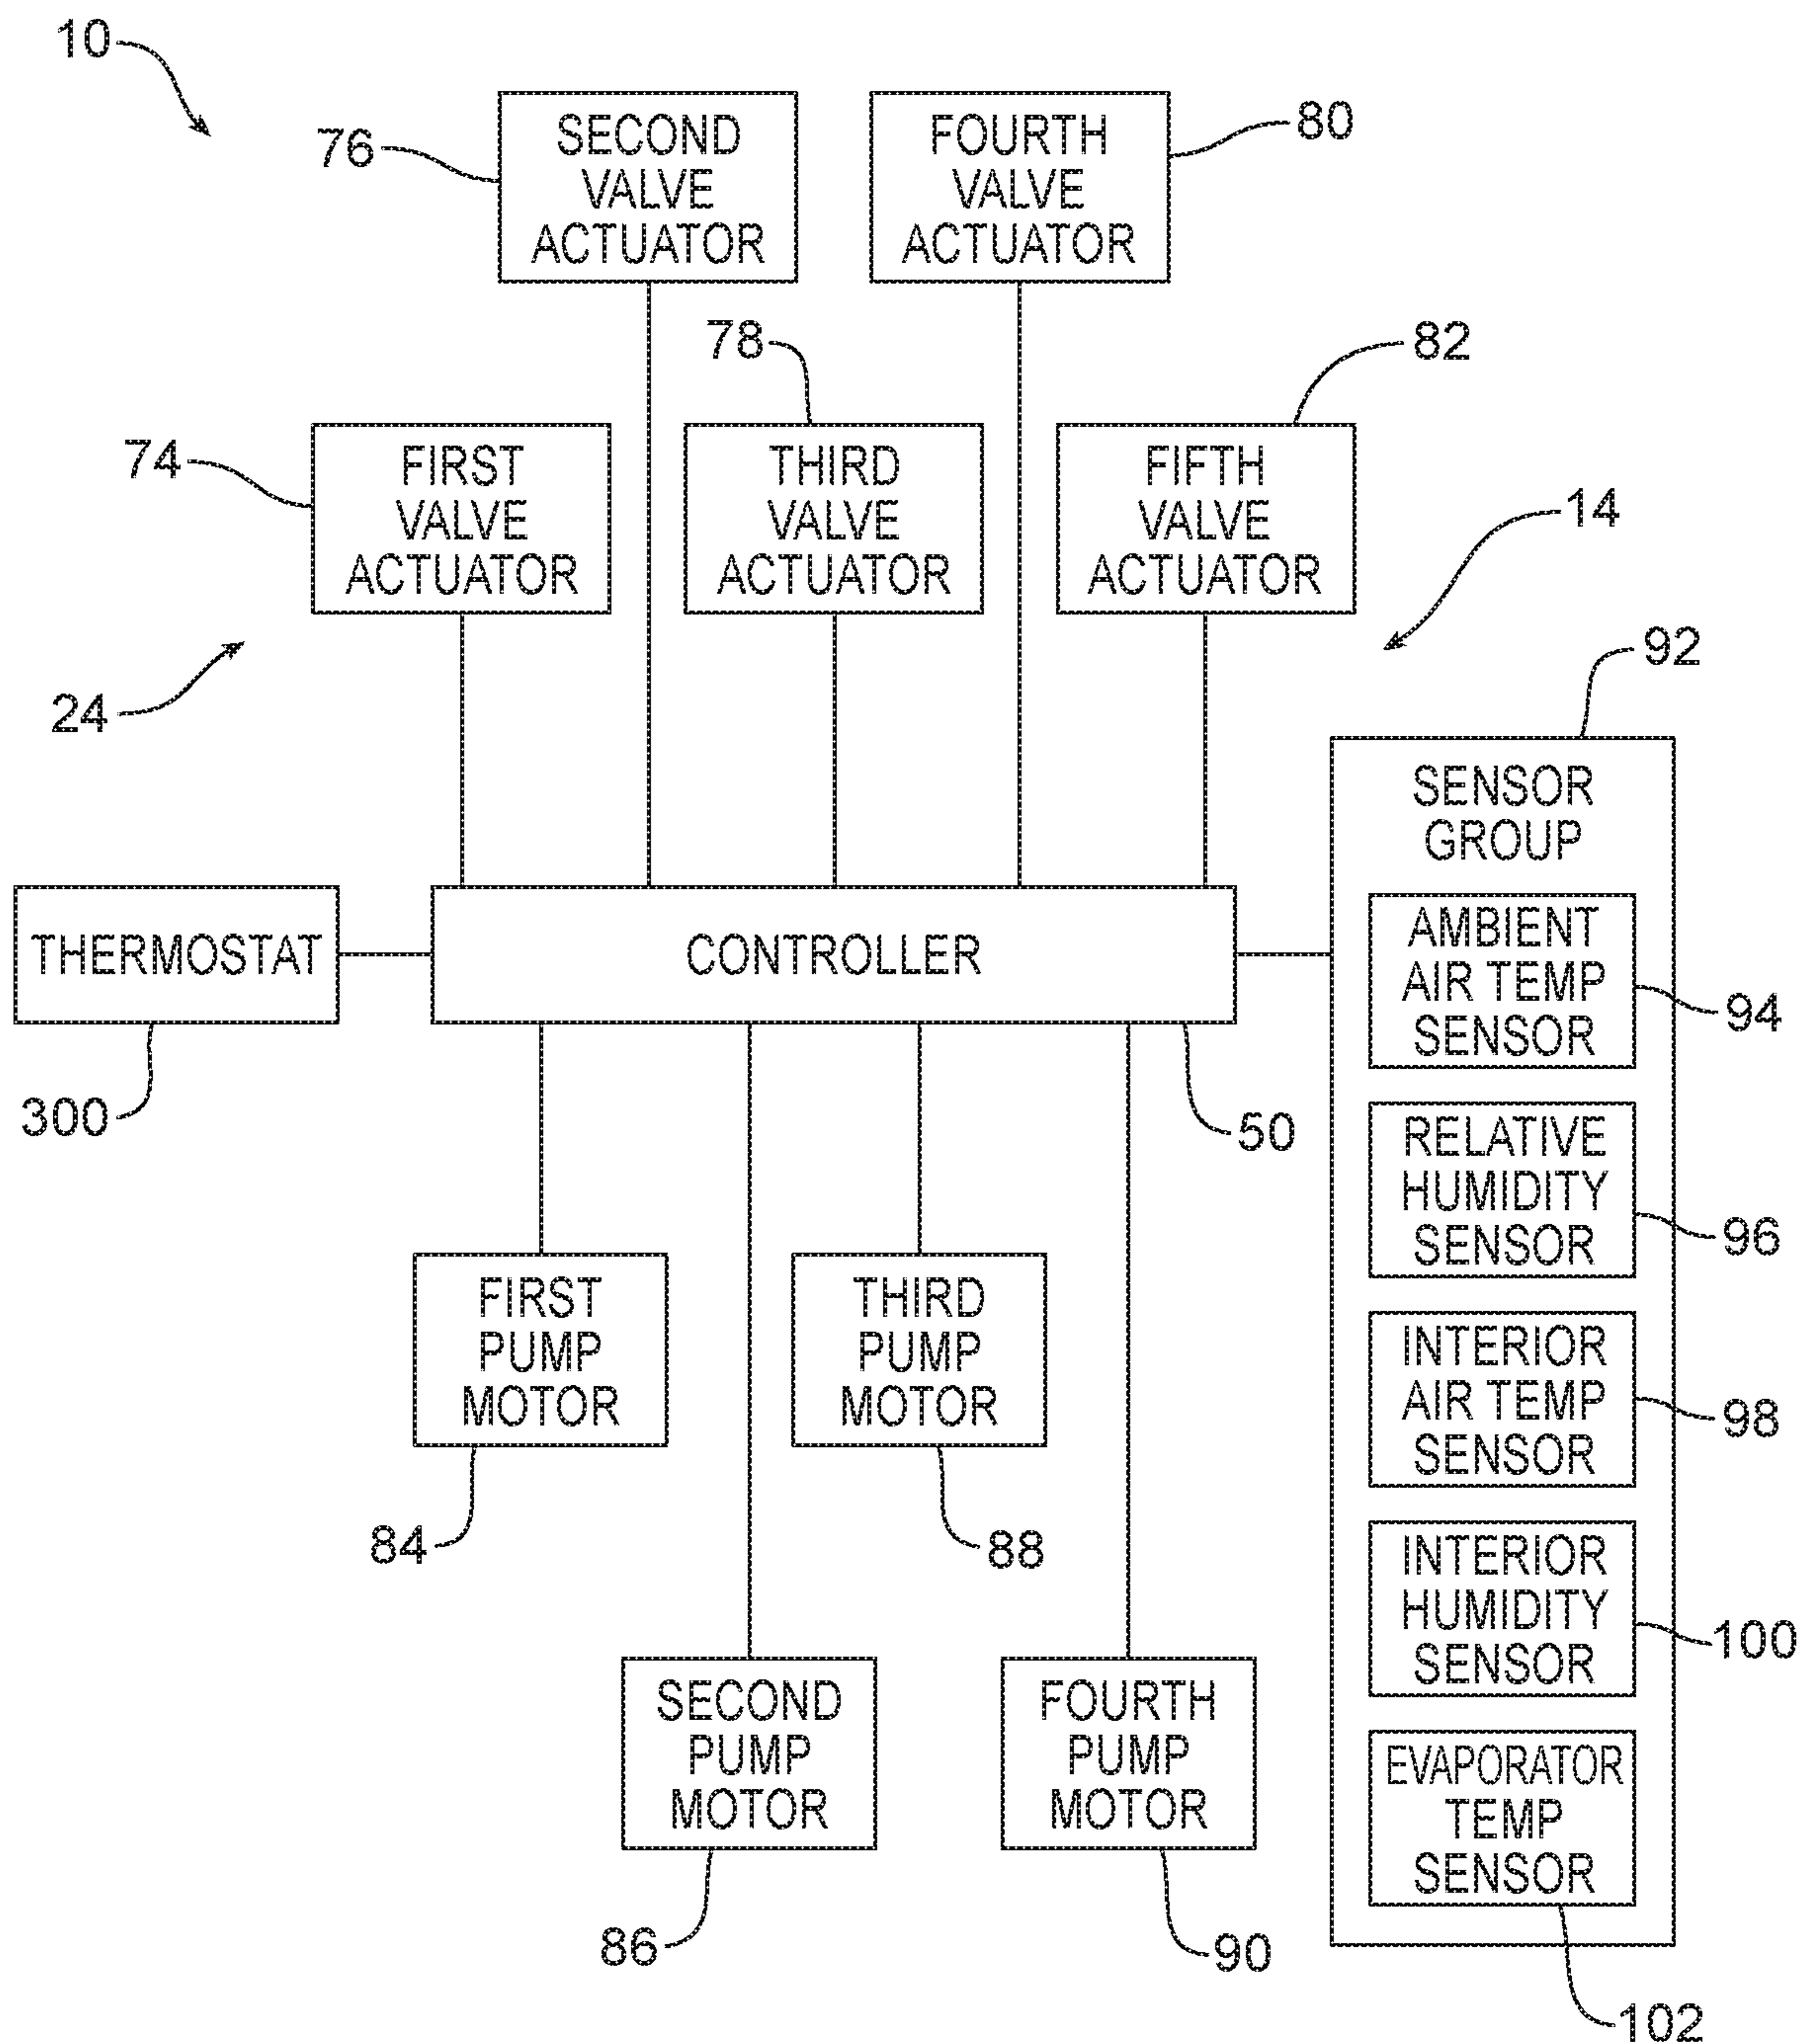 10
76
SECOND
VALVE
ACTUATOR
FOURTH
VALVE
ACTUATOR
80
78
82
74
FIRST
VALVE
ACTUATOR
THIRD
VALVE
ACTUATOR
FIFTH
VALVE
ACTUATOR
14
24
92
SENSOR
GROUP
THERMOSTAT
CONTROLLER
AMBIENT
AIR TEMP
SENSOR
94
300
50
RELATIVE
HUMIDITY
SENSOR
96
FIRST
PUMP
MOTOR
THIRD
PUMP
MOTOR
INTERIOR
AIR TEMP
SENSOR
98
84
88
INTERIOR
HUMIDITY
SENSOR
100
SECOND
PUMP
MOTOR
FOURTH
PUMP
MOTOR
EVAPORATOR
TEMP
SENSOR
86
90
102